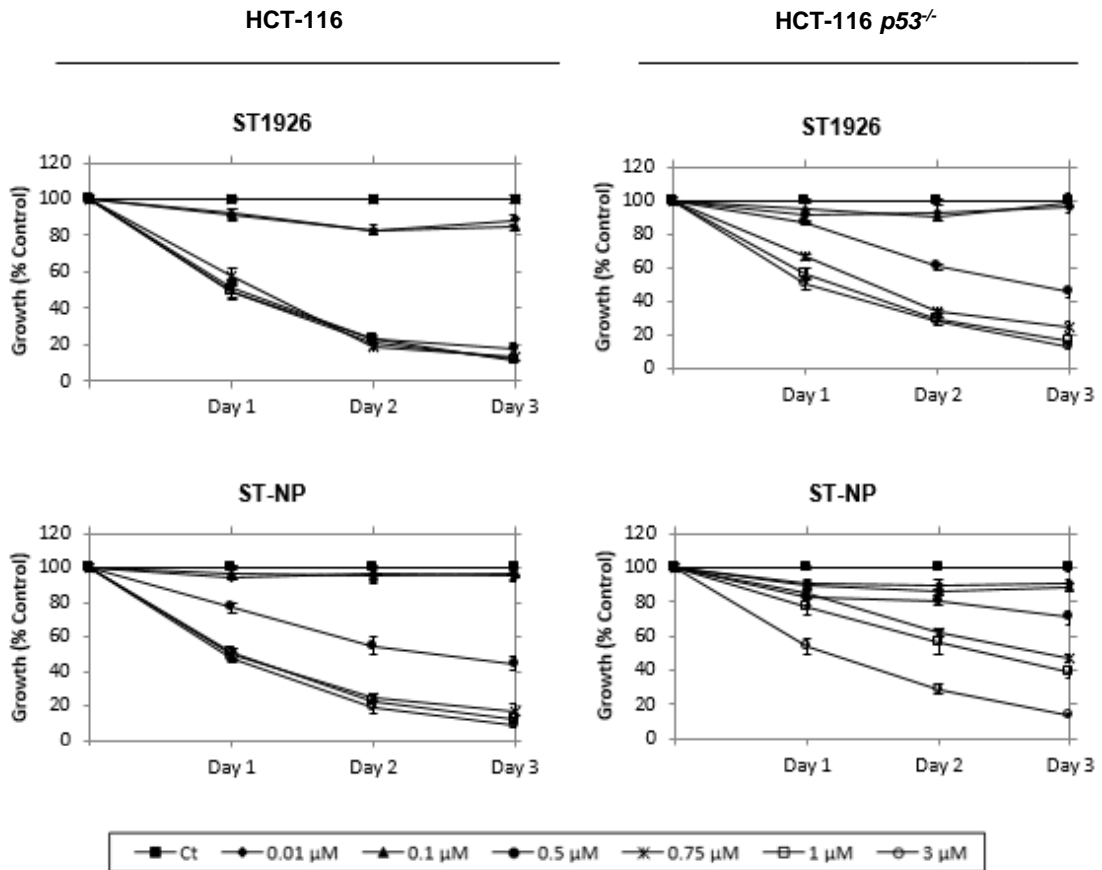 HCT-116
HCT-116 p53-/-
ST1926
Growth (% Control)
120
100
80
60
40
20
0
Day 1 Day 2 Day 3
ST1926
Growth (% Control)
120
100
80
60
40
20
0
Day 1 Day 2 Day 3
ST-NP
Growth (% Control)
120
100
80
60
40
20
0
Day 1 Day 2 Day 3
ST-NP
Growth (% Control)
120
100
80
60
40
20
0
Day 1 Day 2 Day 3
Ct 0.01 µM 0.1 µM 0.5 µM 0.75 µM 1 µM 3 µM